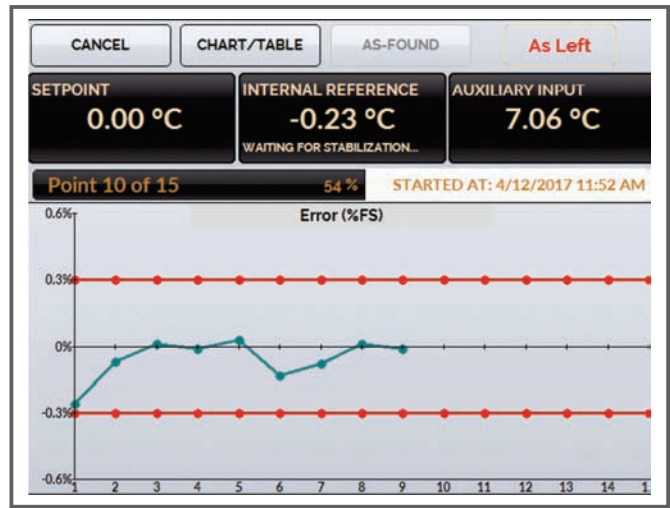 CANCEL CHART/TABLE AS-FOUND As Left
SETPOINT INTERNAL REFERENCE AUXILIARY INPUT
0.00 °C -0.23 °C 7.06 °C
WAITING FOR STABILIZATION...
Point 10 of 15 54 % STARTED AT: 4/12/2017 11:52 AM
Error (%FS)
0.6%
0.3%
0%
-0.3%
-0.6%
1 2 3 4 5 6 7 8 9 10 11 12 13 14